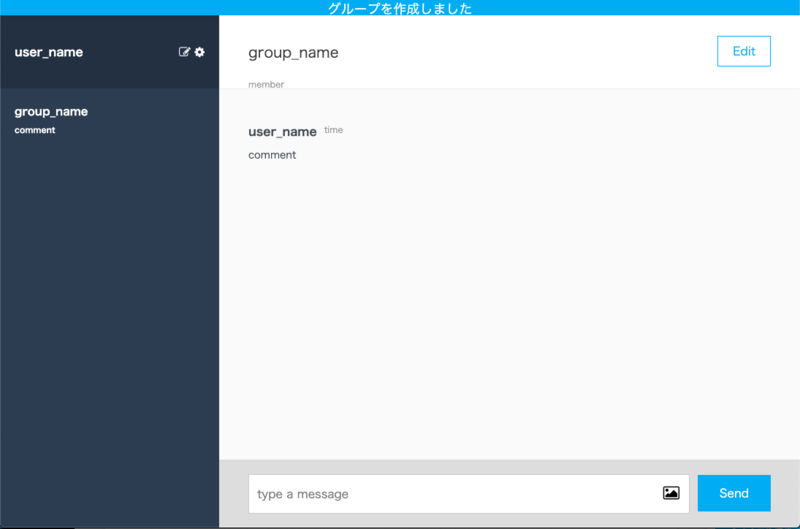 グループを作成しました
user_name
group_name
comment
group_name
Edit
member
user_name time
comment
type a message
Send